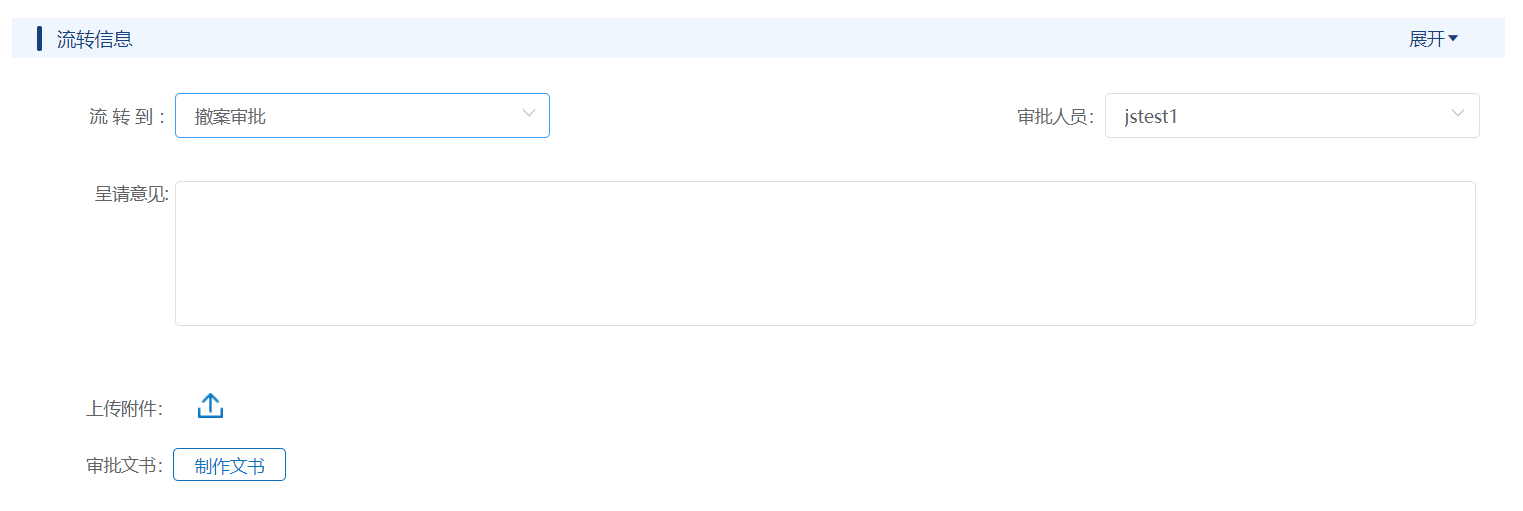 流转信息
展开
流 转 到 ：
撤案审批
审批人员：
jstest1
呈请意见:
上传附件：
审批文书：
制作文书